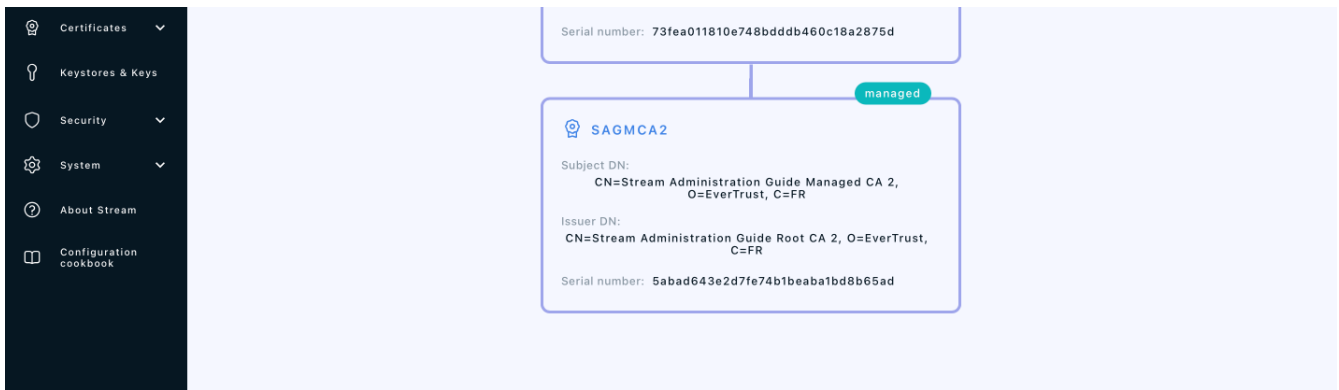 Certificates
Keystores & Keys
Security
System
About Stream
Configuration
cookbook
Serial number: 73fea011810e748bdddb460c18a2875d
managed
SAGMCA2
Subject DN:
CN=Stream Administration Guide Managed CA 2,
O=EverTrust, C=FR
Issuer DN:
CN=Stream Administration Guide Root CA 2, O=EverTrust,
C=FR
Serial number: 5abad643e2d7fe74b1beaba1bd8b65ad